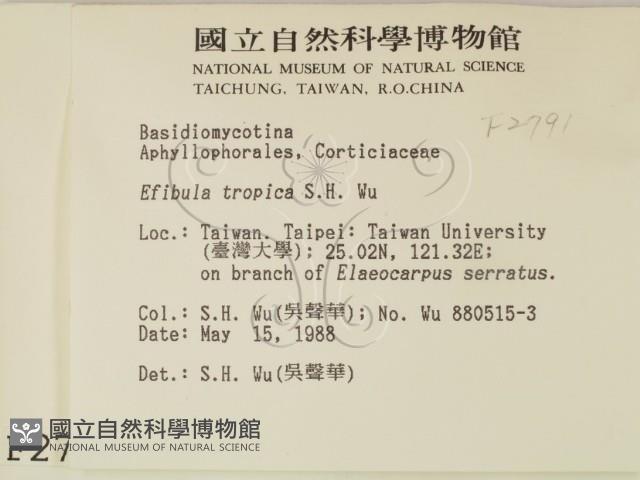 國立自然科學博物館
NATIONAL MUSEUM OF NATURAL SCIENCE
TAICHUNG, TAIWAN, R.O.CHINA
F2791
Basidiomycotina
Aphyllophorales, Corticiaceae
Efibula tropica S.H. Wu
Loc.: Taiwan. Taipei: Taiwan University
(臺灣大學); 25.02N, 121.32E;
on branch of Elaeocarpus serratus.
Col.: S.H. Wu(吳聲華); No. Wu 880515-3
Date: May 15, 1988
Det.: S.H. Wu(吳聲華)
F27
國立自然科學博物館
NATIONAL MUSEUM OF NATURAL SCIENCE